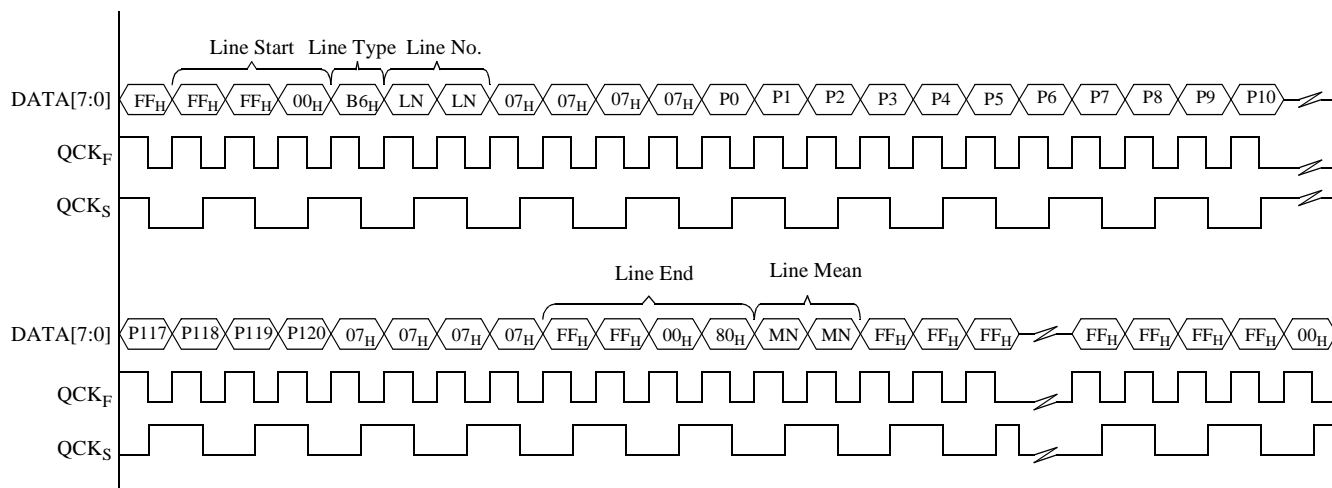 Line Start Line Type Line No.
DATA[7:0] FFH FFH FFH 00H B6H LN LN 07H 07H 07H 07H P0 P1 P2 P3 P4 P5 P6 P7 P8 P9 P10
QCKF
QCKS
Line End Line Mean
DATA[7:0] P117 P118 P119 P120 07H 07H 07H 07H FFH FFH 00H 80H MN MN FFH FFH FFH FFH FFH FFH FFH 00H
QCKF
QCKS